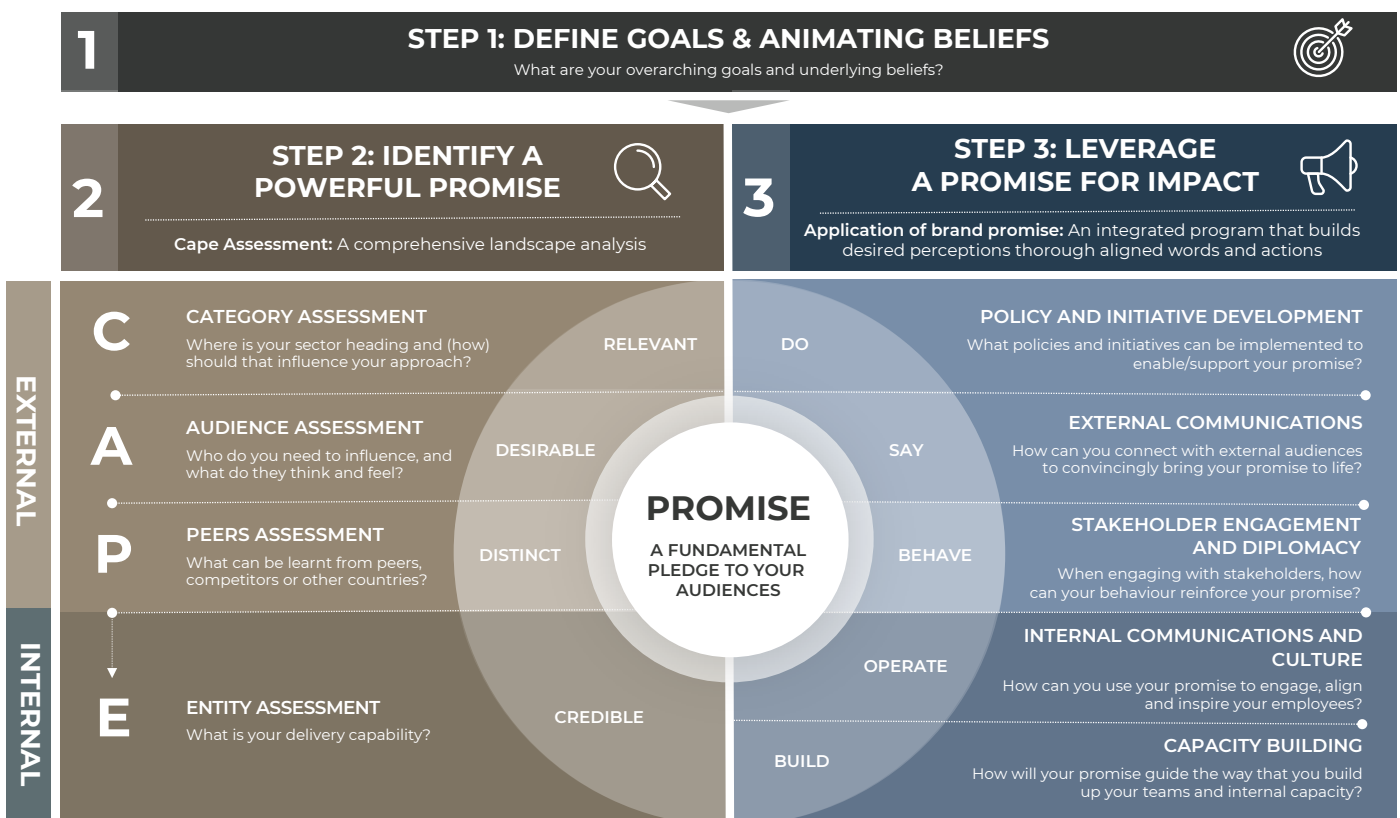 1
STEP 1: DEFINE GOALS & ANIMATING BELIEFS
What are your overarching goals and underlying beliefs?
2
STEP 2: IDENTIFY A
POWERFUL PROMISE
Cape Assessment: A comprehensive landscape analysis
3
STEP 3: LEVERAGE
A PROMISE FOR IMPACT
Application of brand promise: An integrated program that builds
desired perceptions thorough aligned words and actions
EXTERNAL
C
CATEGORY ASSESSMENT
Where is your sector heading and (how)
should that influence your approach?
RELEVANT
A
AUDIENCE ASSESSMENT
Who do you need to influence, and
what do they think and feel?
DESIRABLE
P
PEERS ASSESSMENT
What can be learnt from peers,
competitors or other countries?
DISTINCT
INTERNAL
E
ENTITY ASSESSMENT
What is your delivery capability?
CREDIBLE
PROMISE
A FUNDAMENTAL
PLEDGE TO YOUR
AUDIENCES
DO
POLICY AND INITIATIVE DEVELOPMENT
What policies and initiatives can be implemented to
enable/support your promise?
SAY
EXTERNAL COMMUNICATIONS
How can you connect with external audiences
to convincingly bring your promise to life?
BEHAVE
STAKEHOLDER ENGAGEMENT
AND DIPLOMACY
When engaging with stakeholders, how
can your behaviour reinforce your promise?
OPERATE
INTERNAL COMMUNICATIONS AND
CULTURE
How can you use your promise to engage, align
and inspire your employees?
BUILD
CAPACITY BUILDING
How will your promise guide the way that you build
up your teams and internal capacity?